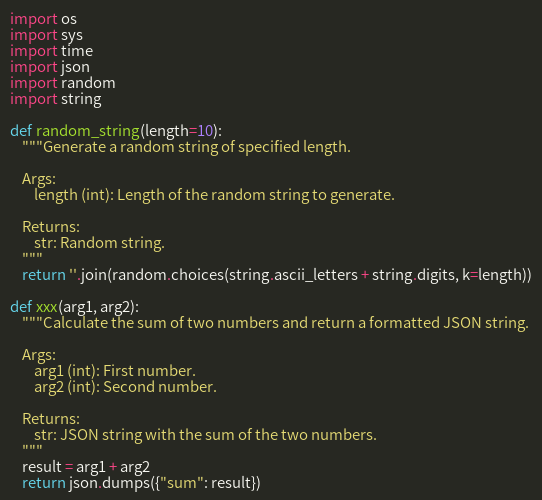 import os
import sys
import time
import json
import random
import string

def random_string(length=10):
    """Generate a random string of specified length.

    Args:
        length (int): Length of the random string to generate.

    Returns:
        str: Random string.
    """
    return ''.join(random.choices(string.ascii_letters + string.digits, k=length))

def xxx(arg1, arg2):
    """Calculate the sum of two numbers and return a formatted JSON string.

    Args:
        arg1 (int): First number.
        arg2 (int): Second number.

    Returns:
        str: JSON string with the sum of the two numbers.
    """
    result = arg1 + arg2
    return json.dumps({"sum": result})